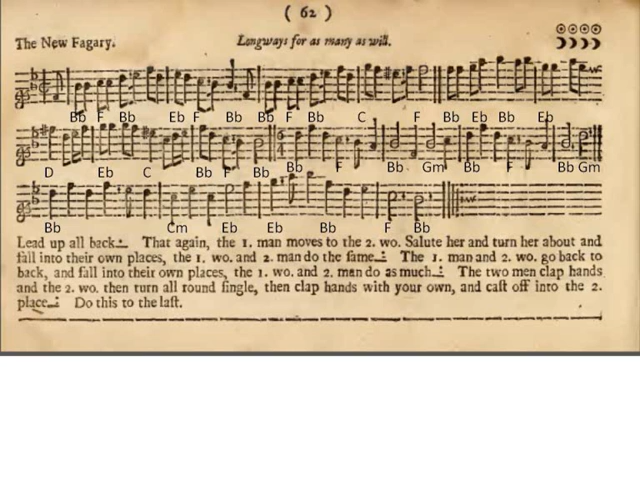 ( 62 )
The New Fagary.
Longways for as many as will.
Bb F Bb Eb F Bb Bb F Bb C F Bb Eb Bb Eb
D Eb C Bb F Bb Bb F Bb Gm Bb F Bb Gm
Bb Cm Eb Eb Bb F Bb
Lead up all back That again, the 1. man moves to the 2. wo. Salute her and turn her about and
fall into their own places, the 1. wo. and 2. man do the same The 1. man and 2. wo. go back to
back, and fall into their own places, the 1. wo. and 2. man do as much The two men clap hands
and the 2. wo. then turn all round single, then clap hands with your own, and cast off into the 2.
place Do this to the last.